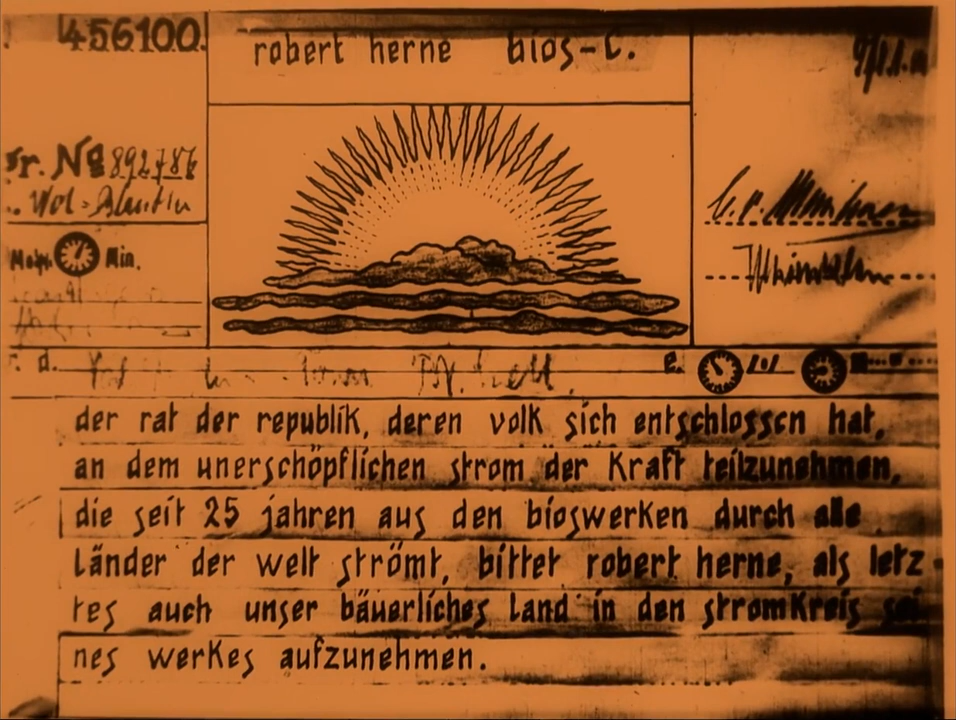 456100.
robert herne bios-C.
Nº 892786
Min.
e.
der rat der republik, deren volk sich entschlossen hat,
an dem unerschöpflichen strom der Kraft teilzunehmen,
die seit 25 jahren aus den bioswerken durch alle
länder der welt strömt, bittet robert herne, als letz
tes auch unser bäuerliches land in den stromkreis sei
nes werkes aufzunehmen.